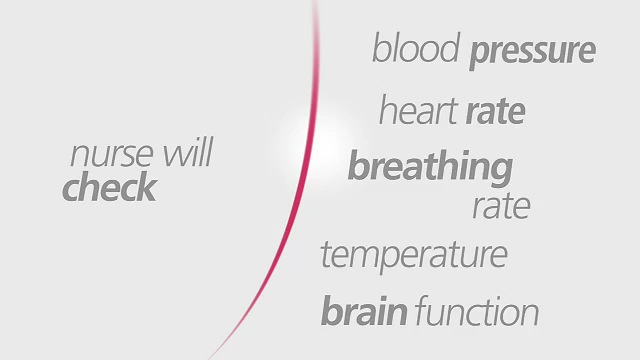 nurse will
check
blood pressure
heart rate
breathing
rate
temperature
brain function